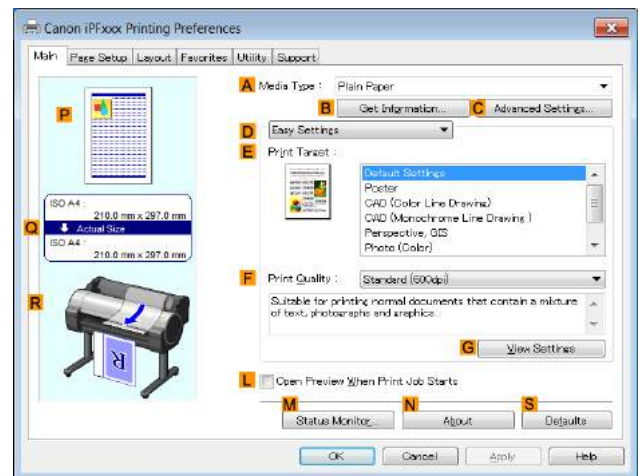 Canon iPFxxx Printing Preferences
Main Page Setup Layout Favorites Utility Support
A Media Type : Plain Paper
B Get Information... C Advanced Settings...
D Easy Settings
E Print Target :
Default Settings
Poster
CAD (Color Line Drawing)
CAD (Monochrome Line Drawing )
Perspective, GIS
Photo (Color)
F Print Quality : Standard (600dpi)
Suitable for printing normal documents that contain a mixture
of text, photographs and graphics
G View Settings
L Open Preview When Print Job Starts
M Status Monitor... N About S Defaults
OK Cancel Apply Help
P
Q
ISO A4 :
210.0 mm x 297.0 mm
Actual Size
ISO A4 :
210.0 mm x 297.0 mm
R
R